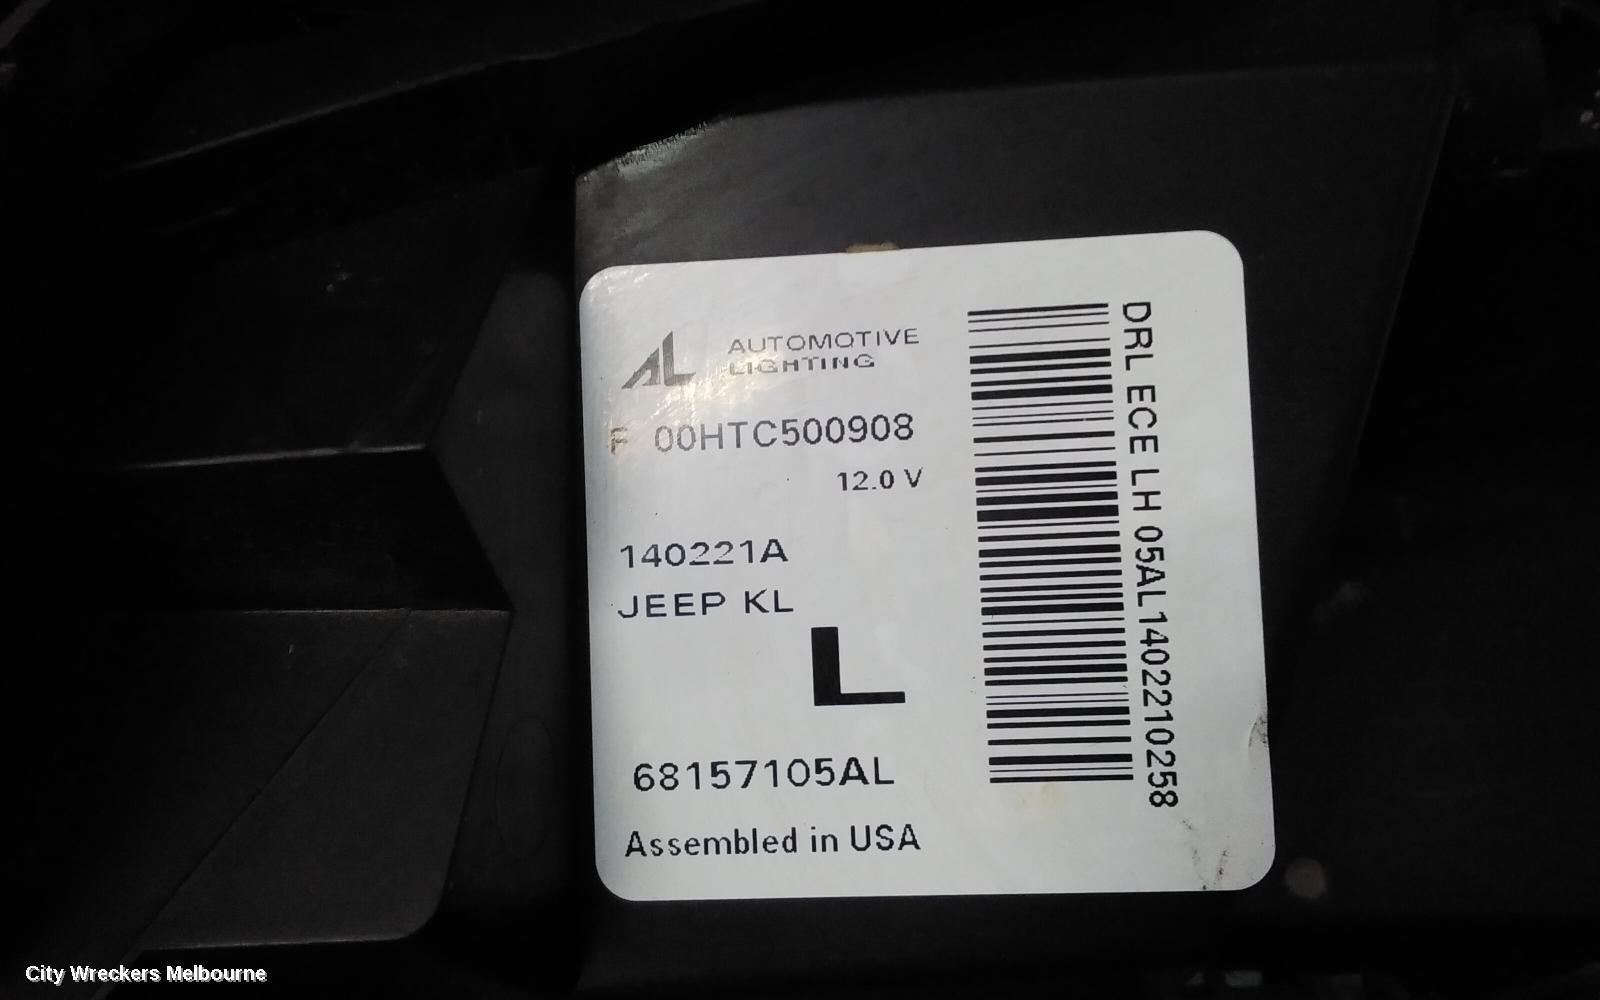 AL AUTOMOTIVE
LIGHTING
F 00HTC500908
12.0 V
140221A
JEEP KL
L
68157105AL
Assembled in USA
DRL ECE LH 05AL1402210258
City Wreckers Melbourne